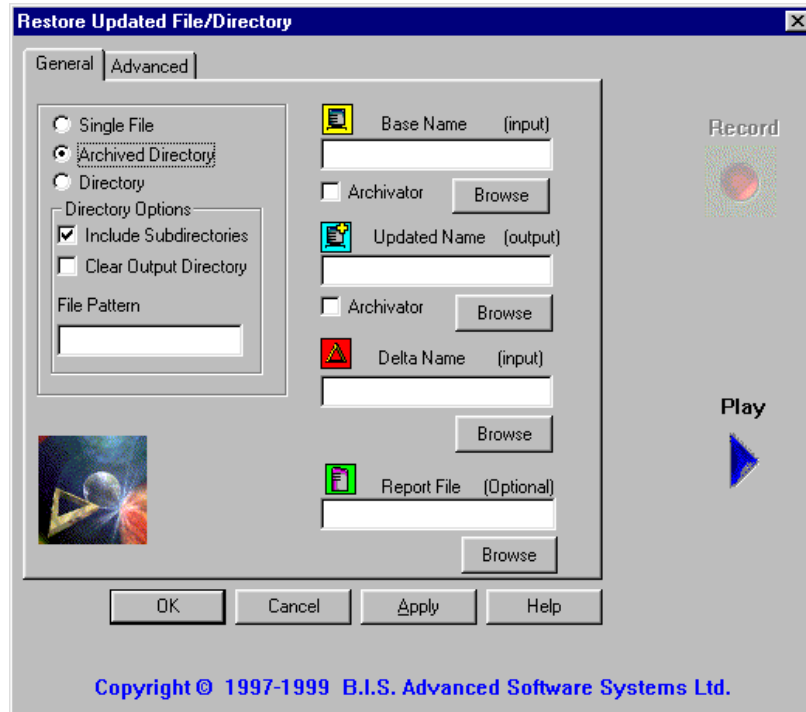 Restore Updated File/Directory
General
Advanced
Single File
Archived Directory
Directory
Directory Options
Include Subdirectories
Clear Output Directory
File Pattern
Base Name (input)
Archivator
Browse
Updated Name (output)
Archivator
Browse
Delta Name (input)
Browse
Report File (Optional)
Browse
Record
Play
OK
Cancel
Apply
Help
Copyright © 1997-1999 B.I.S. Advanced Software Systems Ltd.